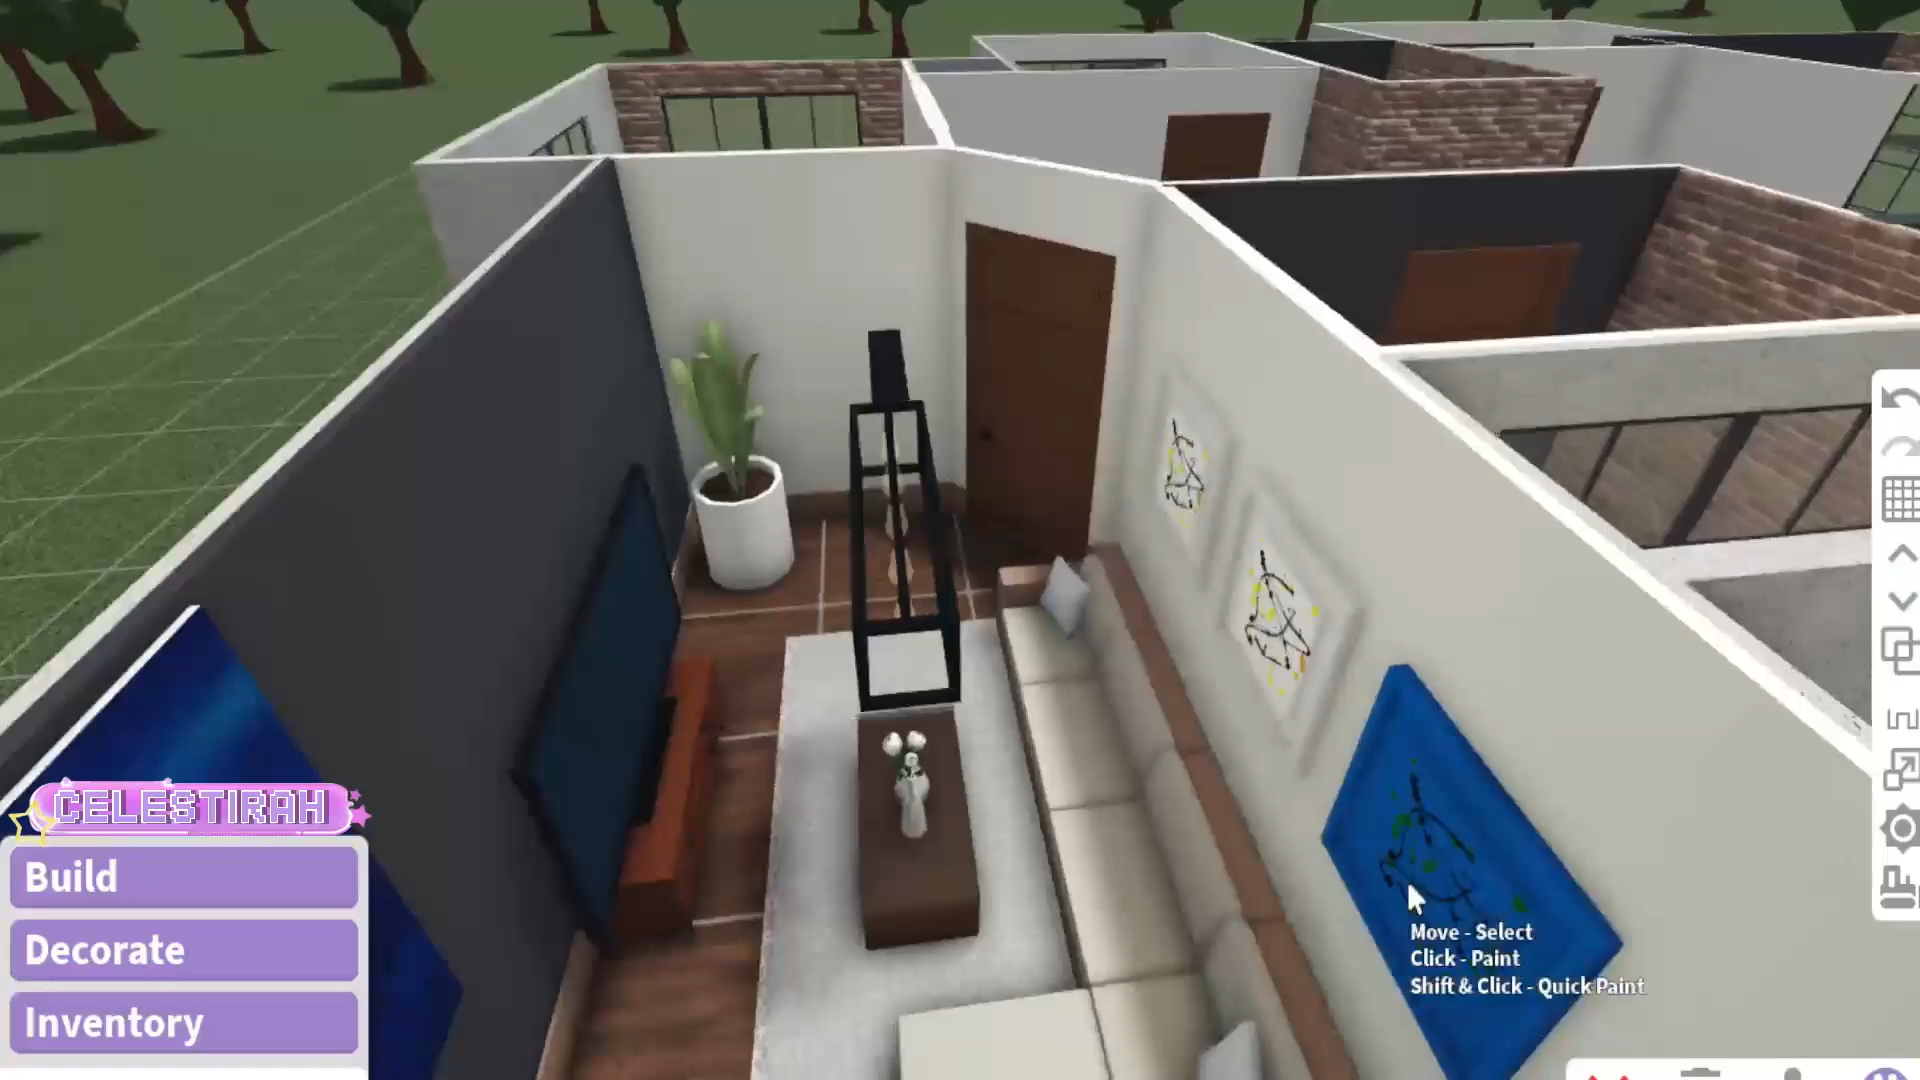 CELESTIRAH
Build
Decorate
Inventory
Move - Select
Click - Paint
Shift & Click - Quick Paint